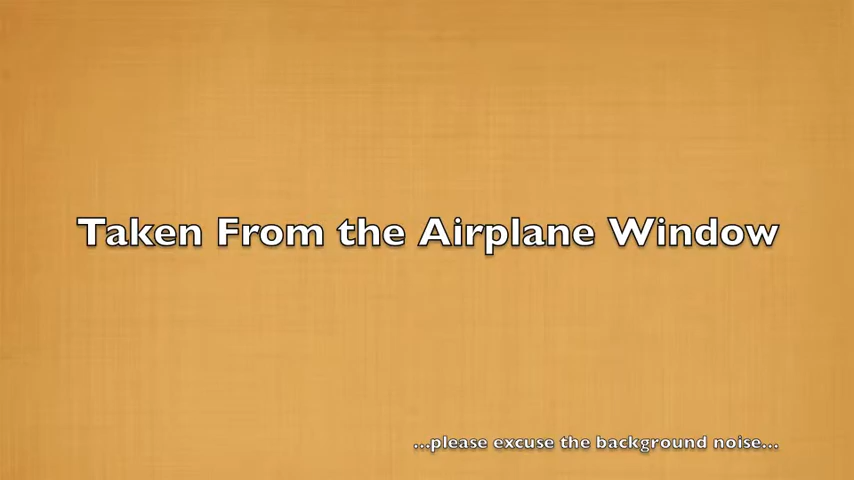 Taken From the Airplane Window
...please excuse the background noise...